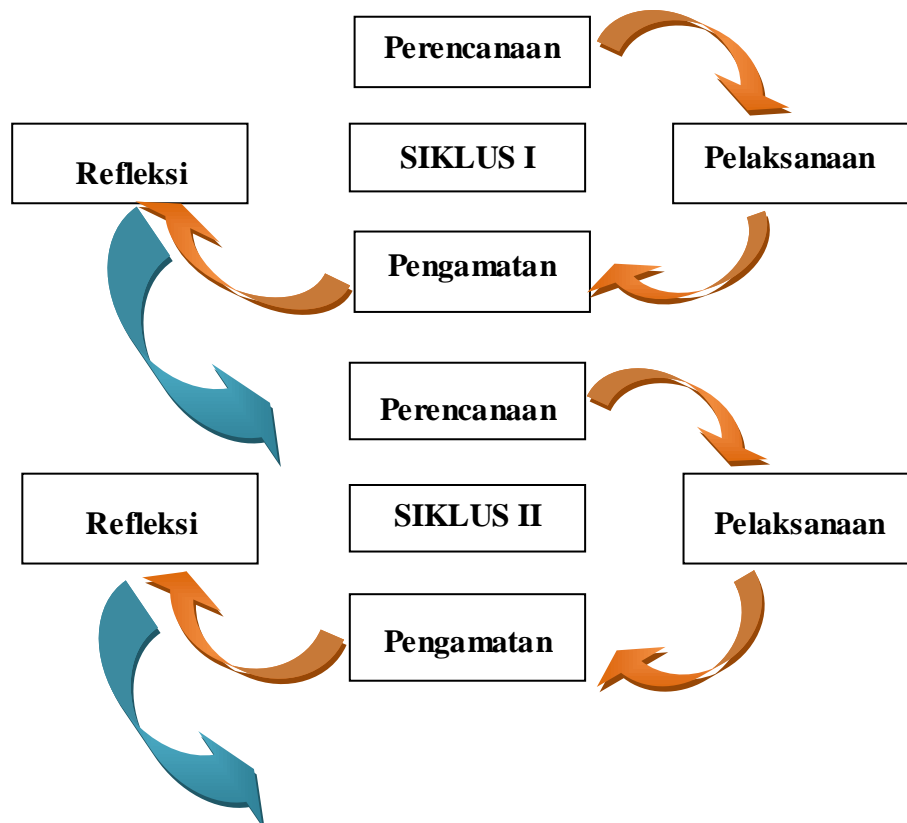 Perencanaan
Refleksi
SIKLUS I
Pelaksanaan
Pengamatan
Perencanaan
Refleksi
SIKLUS II
Pelaksanaan
Pengamatan